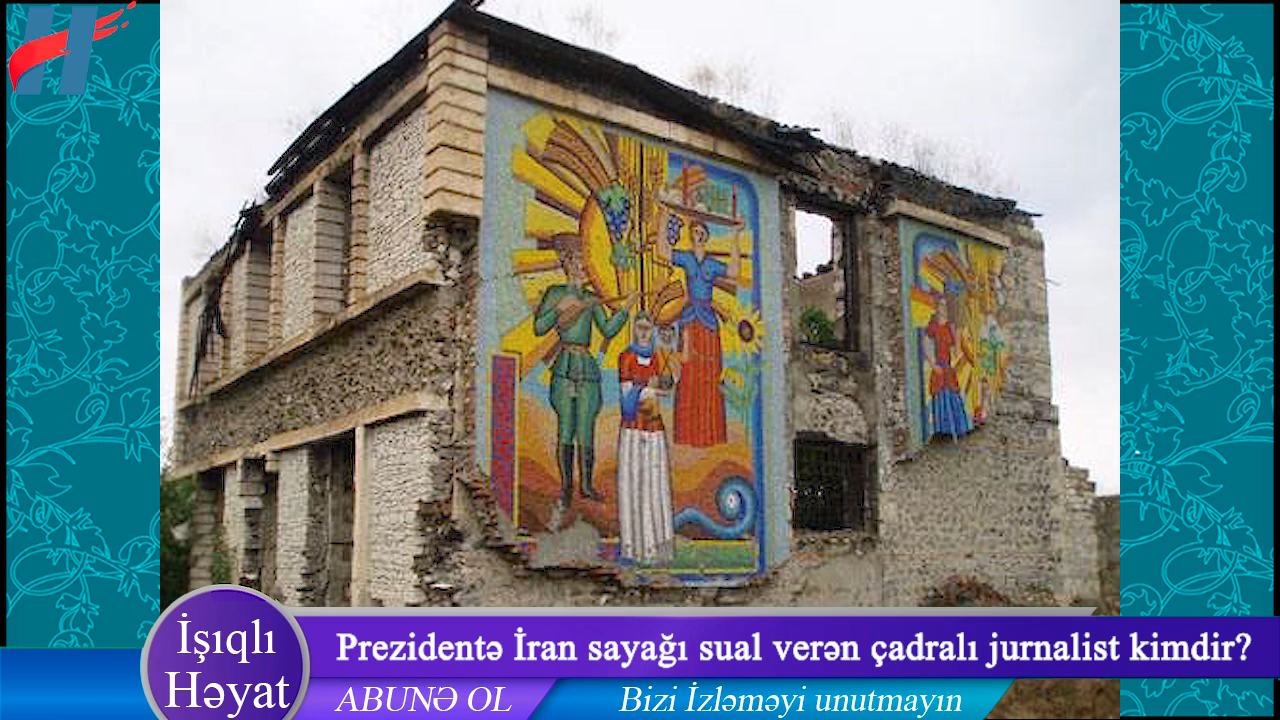 İşıqlı
Həyat
Prezidentə İran sayağı sual verən çadralı jurnalist kimdir?
ABUNƏ OL
Bizi İzləməyi unutmayın